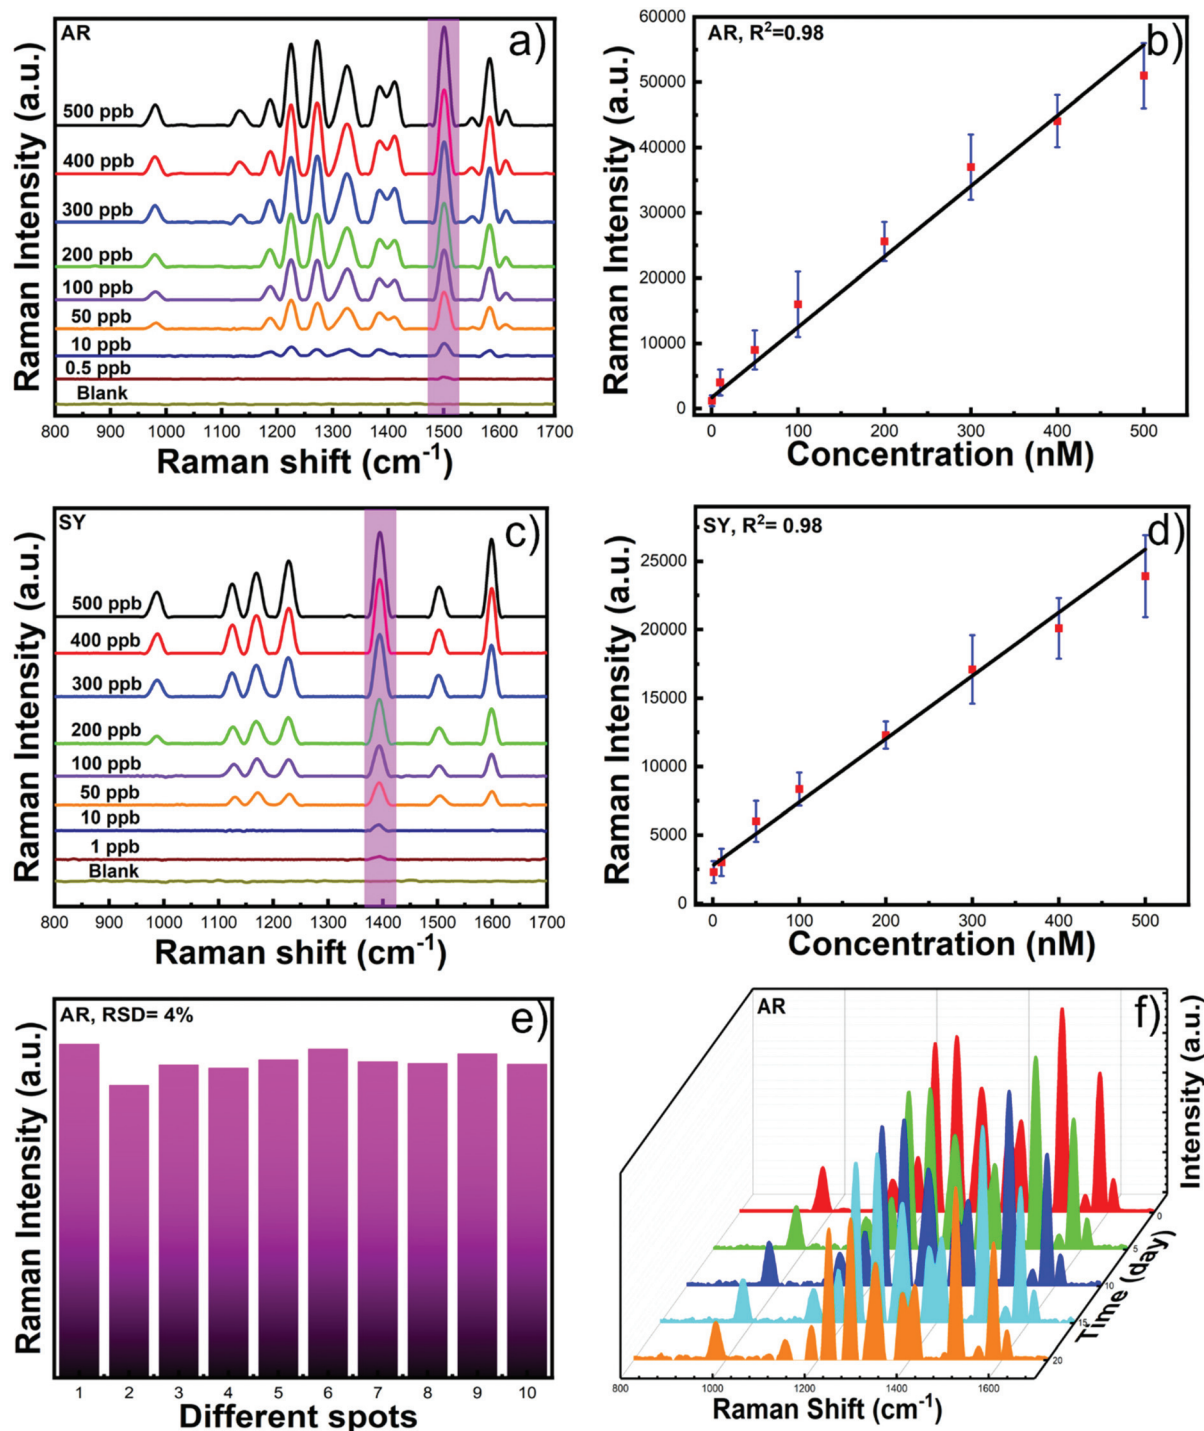 AR
a)
500 ppb
400 ppb
300 ppb
200 ppb
100 ppb
50 ppb
10 ppb
0.5 ppb
Blank
800 900 1000 1100 1200 1300 1400 1500 1600 1700
Raman shift (cm⁻¹)
Raman Intensity (a.u.)
AR, R²=0.98
b)
60000
50000
40000
30000
20000
10000
0
0 100 200 300 400 500
Concentration (nM)
Raman Intensity (a.u.)
SY
c)
500 ppb
400 ppb
300 ppb
200 ppb
100 ppb
50 ppb
10 ppb
1 ppb
Blank
800 900 1000 1100 1200 1300 1400 1500 1600 1700
Raman shift (cm⁻¹)
Raman Intensity (a.u.)
SY, R²= 0.98
d)
25000
20000
15000
10000
5000
0
0 100 200 300 400 500
Concentration (nM)
Raman Intensity (a.u.)
AR, RSD= 4%
e)
1 2 3 4 5 6 7 8 9 10
Different spots
Raman Intensity (a.u.)
AR
f)
Intensity (a.u.)
0
5
10
15
20
Time (day)
800 1000 1200 1400 1600
Raman Shift (cm⁻¹)